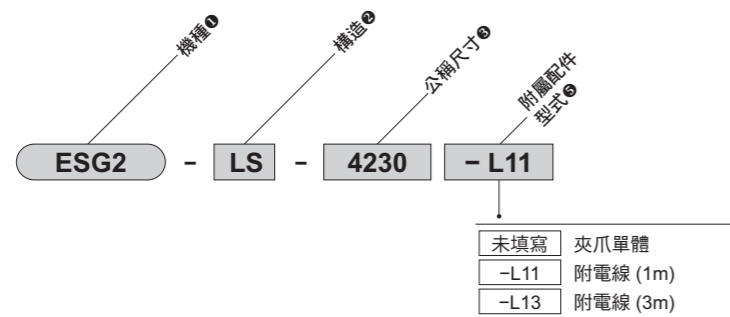 機種❶
構造❷
公稱尺寸❸
附屬配件
型式❺
ESG2 - LS - 4230 -L11
未填寫 夾爪單體
-L11 附電線 (1m)
-L13 附電線 (3m)